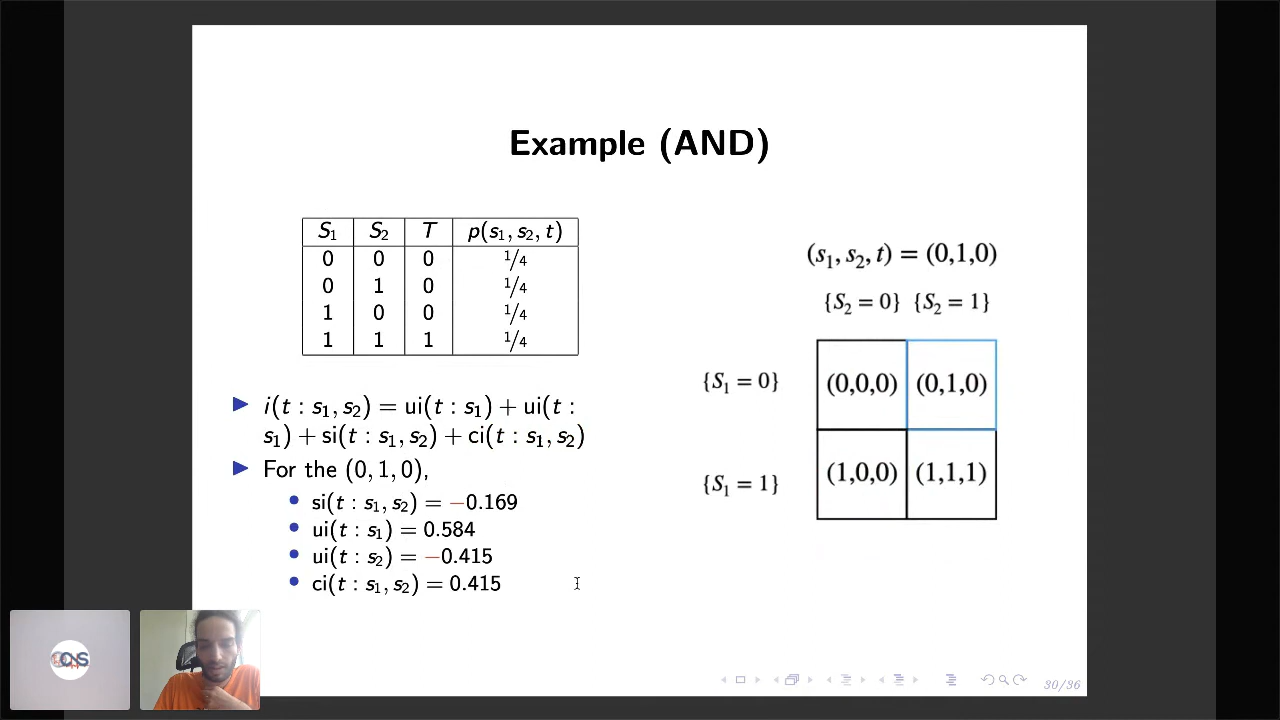 Example (AND)
S₁ S₂ T p(s₁, s₂, t)
0 0 0 1/4
0 1 0 1/4
1 0 0 1/4
1 1 1 1/4
i(t : s₁, s₂) = ui(t : s₁) + ui(t :
s₁) + si(t : s₁, s₂) + ci(t : s₁, s₂)
For the (0, 1, 0),
si(t : s₁, s₂) = −0.169
ui(t : s₁) = 0.584
ui(t : s₂) = −0.415
ci(t : s₁, s₂) = 0.415
(s₁, s₂, t) = (0,1,0)
{S₂ = 0} {S₂ = 1}
{S₁ = 0} (0,0,0) (0,1,0)
{S₁ = 1} (1,0,0) (1,1,1)
30/36